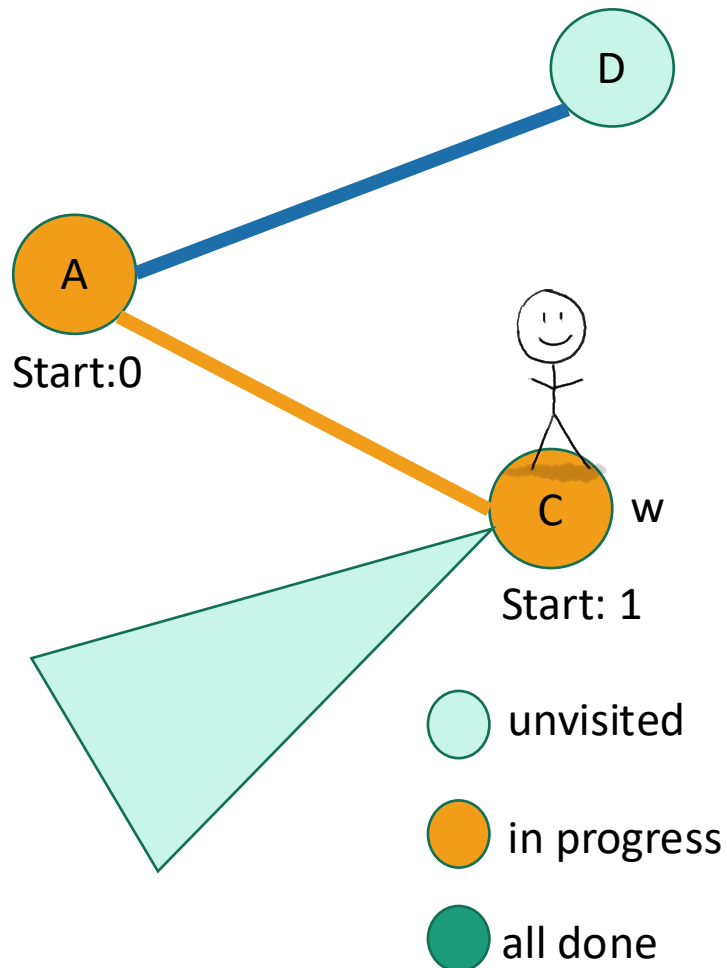 D
A
Start:0
C
w
Start: 1
unvisited
in progress
all done